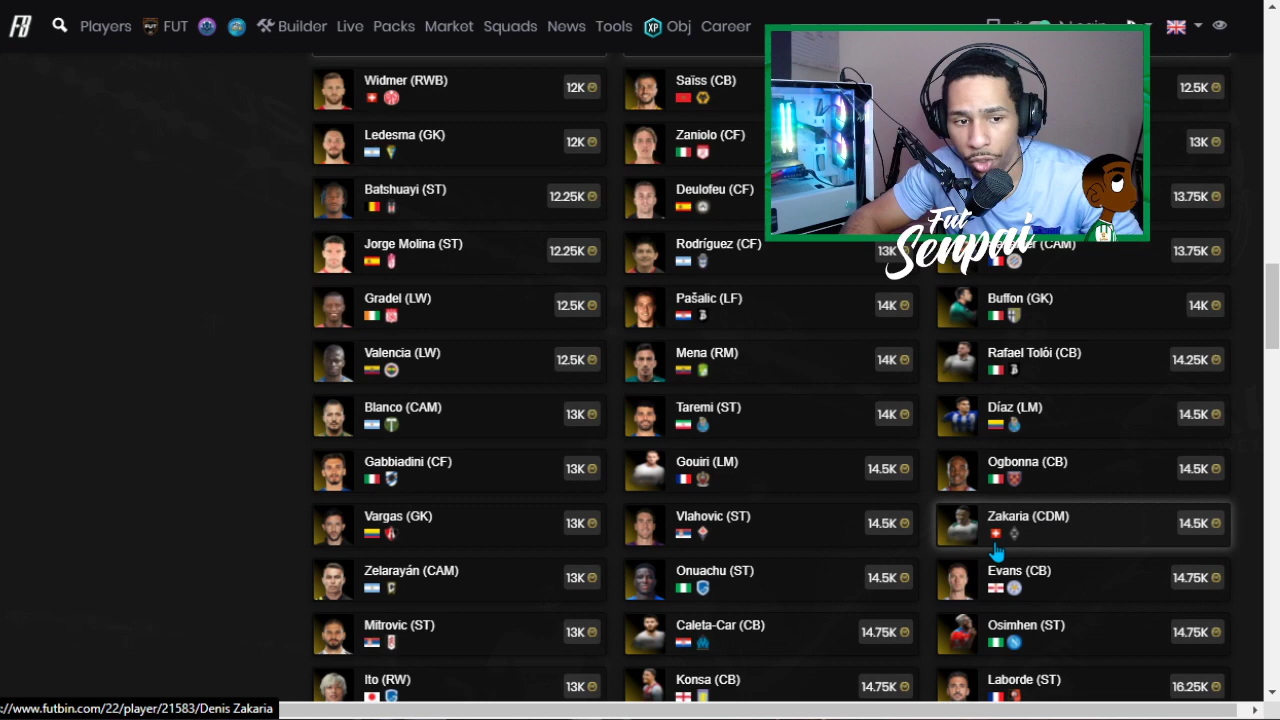 FB Players FUT FUT Builder Live Packs Market Squads News Tools XP Obj Career
Widmer (RWB) 12K
Saïss (CB) 12.5K
Ledesma (GK) 12K
Zaniolo (CF) 13K
Batshuayi (ST) 12.25K
Deulofeu (CF) 13.75K
Jorge Molina (ST) 12.25K
Rodríguez (CF) 13K
(CAM) 13.75K
Fut
Senpai
Gradel (LW) 12.5K
Pašalic (LF) 14K
Buffon (GK) 14K
Valencia (LW) 12.5K
Mena (RM) 14K
Rafael Tolói (CB) 14.25K
Blanco (CAM) 13K
Taremi (ST) 14K
Díaz (LM) 14.5K
Gabbiadini (CF) 13K
Gouiri (LM) 14.5K
Ogbonna (CB) 14.5K
Vargas (GK) 13K
Vlahovic (ST) 14.5K
Zakaria (CDM) 14.5K
Zelarayán (CAM) 13K
Onuachu (ST) 14.5K
Evans (CB) 14.75K
Mitrovic (ST) 13K
Caleta-Car (CB) 14.75K
Osimhen (ST) 14.75K
Ito (RW) 13K
Konsa (CB) 14.75K
Laborde (ST) 16.25K
://www.futbin.com/22/player/21583/Denis Zakaria